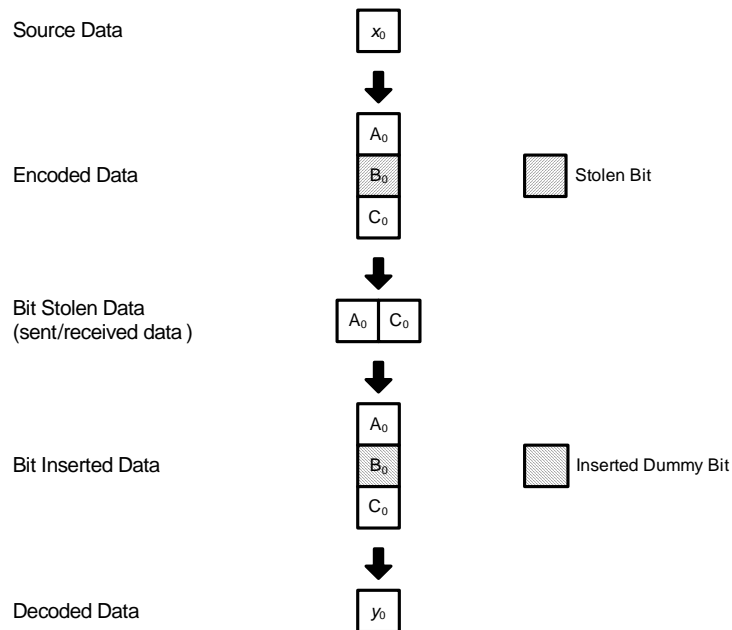 Source Data
x0
A0
Encoded Data
B0
Stolen Bit
C0
Bit Stolen Data
(sent/received data )
A0 C0
A0
Bit Inserted Data
B0
Inserted Dummy Bit
C0
Decoded Data
y0